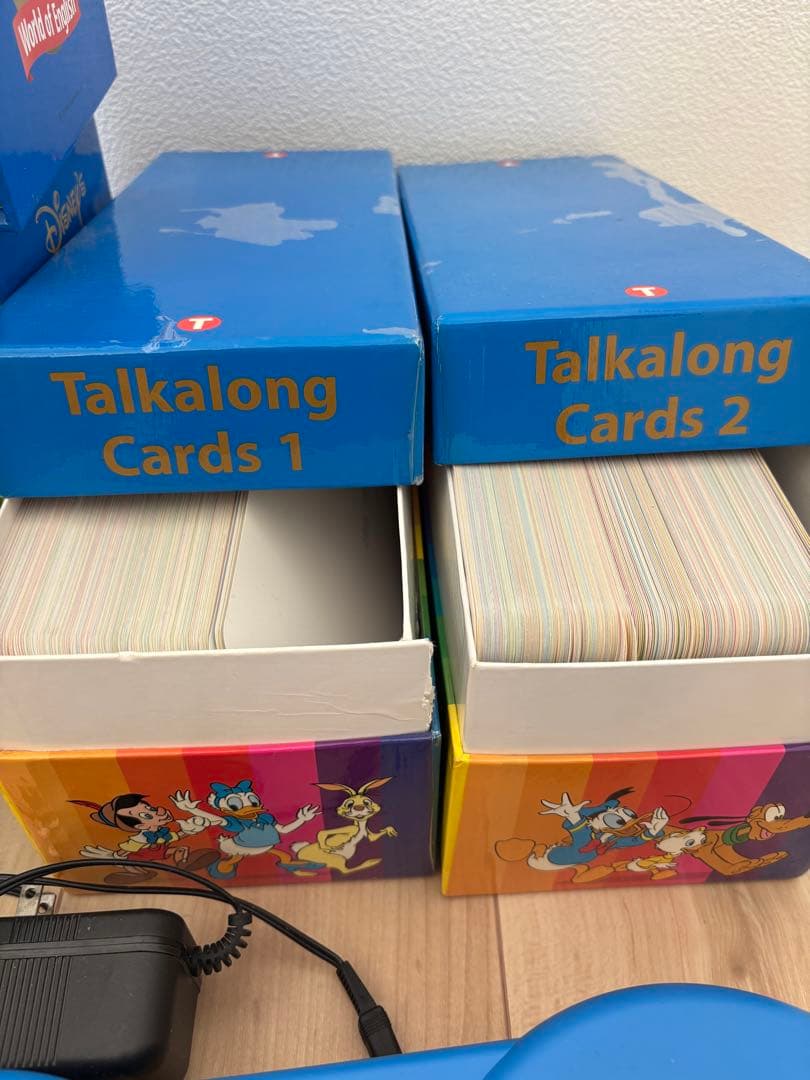 World of English
Disney's
T
T
Talkalong
Cards 1
Talkalong
Cards 2